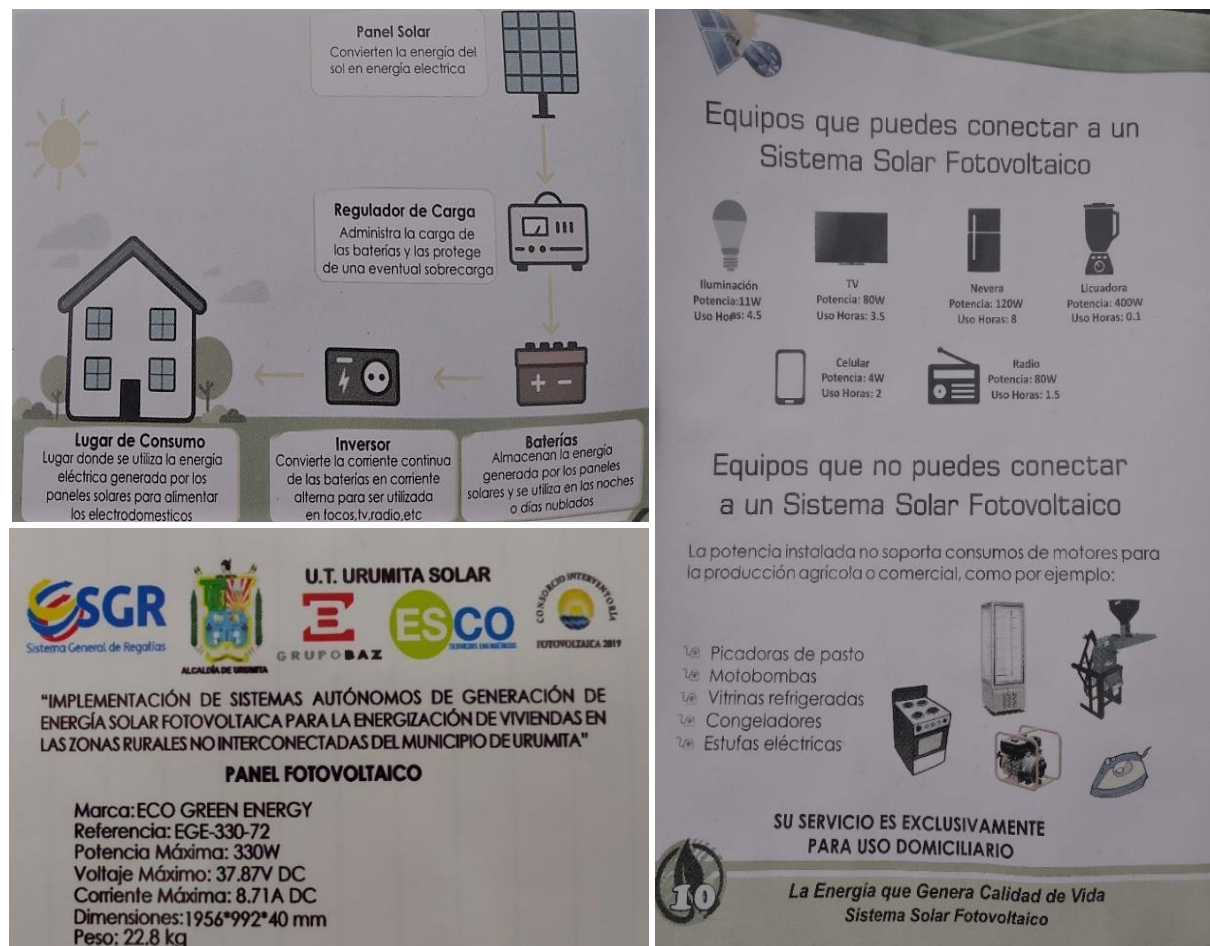 Panel Solar
Convierten la energía del
sol en energía electrica
Regulador de Carga
Administra la carga de
las baterías y las protege
de una eventual sobrecarga
Lugar de Consumo
Lugar donde se utiliza la energía
eléctrica generada por los
paneles solares para alimentar
los electrodomesticos
Inversor
Convierte la corriente continua
de las baterías en corriente
alterna para ser utilizada
en focos,tv,radio,etc
Baterías
Almacenan la energía
generada por los paneles
solares y se utiliza en las noches
o días nublados
SGR
Sistema General de Regalías
ALCALDÍA DE URUMITA
U.T. URUMITA SOLAR
GRUPOBAZ
ESCO
SERVICIOS ENERGÉTICOS
CONSORCIO INTERVENTORÍA
FOTOVOLTAICA 2019
"IMPLEMENTACIÓN DE SISTEMAS AUTÓNOMOS DE GENERACIÓN DE
ENERGÍA SOLAR FOTOVOLTAICA PARA LA ENERGIZACIÓN DE VIVIENDAS EN
LAS ZONAS RURALES NO INTERCONECTADAS DEL MUNICIPIO DE URUMITA"
PANEL FOTOVOLTAICO
Marca:ECO GREEN ENERGY
Referencia: EGE-330-72
Potencia Máxima: 330W
Voltaje Máximo: 37.87V DC
Corriente Máxima: 8.71A DC
Dimensiones:1956*992*40 mm
Peso: 22.8 kg
Equipos que puedes conectar a un
Sistema Solar Fotovoltaico
Iluminación
Potencia:11W
Uso Horas: 4.5
TV
Potencia: 80W
Uso Horas: 3.5
Nevera
Potencia: 120W
Uso Horas: 8
Licuadora
Potencia: 400W
Uso Horas: 0.1
Celular
Potencia: 4W
Uso Horas: 2
Radio
Potencia: 80W
Uso Horas: 1.5
Equipos que no puedes conectar
a un Sistema Solar Fotovoltaico
La potencia instalada no soporta consumos de motores para
la producción agrícola o comercial, como por ejemplo:
Picadoras de pasto
Motobombas
Vitrinas refrigeradas
Congeladores
Estufas eléctricas
SU SERVICIO ES EXCLUSIVAMENTE
PARA USO DOMICILIARIO
10
La Energía que Genera Calidad de Vida
Sistema Solar Fotovoltaico